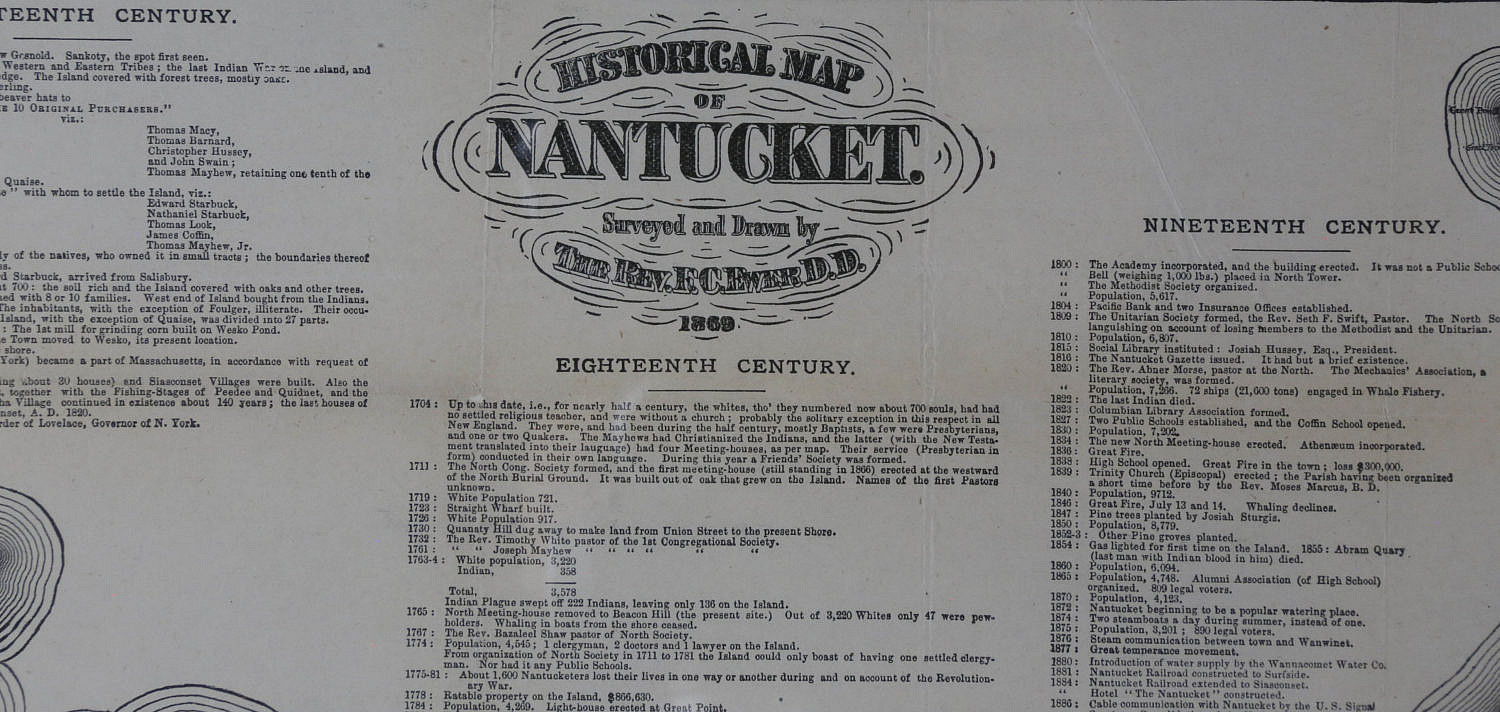 TEENTH CENTURY.
w Gosnold. Sankoty, the spot first seen.
Western and Eastern Tribes ; the last Indian War on the Island, and
edge. The Island covered with forest trees, mostly oake.
erling.
beaver hats to
E 10 ORIGINAL PURCHASERS."
viz.:
Thomas Macy,
Thomas Barnard,
Christopher Hussey,
and John Swain ;
Thomas Mayhew, retaining one tenth of the
Quaise.
se " with whom to settle the Island, viz.:
Edward Starbuck,
Nathaniel Starbuck,
Thomas Look,
James Coffin,
Thomas Mayhew, Jr.
ly of the natives, who owned it in small tracts ; the boundaries thereof
ss.
rd Starbuck, arrived from Salisbury.
ut 700 : the soil rich and the Island covered with oaks and other trees.
ned with 8 or 10 families. West end of Island bought from the Indians.
The inhabitants, with the exception of Foulger, illiterate. Their occu-
Island, with the exception of Quaise, was divided into 27 parts.
: The 1st mill for grinding corn built on Wesko Pond.
e Town moved to Wesko, its present location.
shore.
York) became a part of Massachusetts, in accordance with request of
ing about 30 houses) and Siasconset Villages were built. Also the
, together with the Fishing-Stages of Peedee and Quidnet, and the
ha Village continued in existence about 140 years ; the last houses of
nset, A. D. 1820.
rder of Lovelace, Governor of N. York.
HISTORICAL MAP
OF
NANTUCKET.
Surveyed and Drawn by
THE REV. F. C. EWER D.D.
1869
EIGHTEENTH CENTURY.
1704 : Up to this date, i.e., for nearly half a century, the whites, tho' they numbered now about 700 souls, had had
no settled religious teacher, and were without a church ; probably the solitary exception in this respect in all
New England. They were, and had been during the half century, mostly Baptists, a few were Presbyterians,
and one or two Quakers. The Mayhews had Christianized the Indians, and the latter (with the New Testa-
ment translated into their lauguage) had four Meeting-houses, as per map. Their service (Presbyterian in
form) conducted in their own language. During this year a Friends' Society was formed.
1711 : The North Cong. Society formed, and the first meeting-house (still standing in 1866) erected at the westward
of the North Burial Ground. It was built out of oak that grew on the Island. Names of the first Pastors
unknown.
1719 : White Population 721.
1723 : Straight Wharf built.
1726 : White Population 917.
1730 : Quanaty Hill dug away to make land from Union Street to the present Shore.
1732 : The Rev. Timothy White pastor of the 1st Congregational Society.
1761 : " " Joseph Mayhew " " " " " "
1763-4 : White population, 3,220
Indian, 358
Total, 3,578
Indian Plague swept off 222 Indians, leaving only 136 on the Island.
1765 : North Meeting-house removed to Beacon Hill (the present site.) Out of 3,220 Whites only 47 were pew-
holders. Whaling in boats from the shore ceased.
1767 : The Rev. Bazaleel Shaw pastor of North Society.
1774 : Population, 4,545 ; 1 clergyman, 2 doctors and 1 lawyer on the Island.
From organization of North Society in 1711 to 1781 the Island could only boast of having one settled clergy-
man. Nor had it any Public Schools.
1775-81 : About 1,600 Nantucketers lost their lives in one way or another during and on account of the Revolution-
ary War.
1778 : Ratable property on the Island, $866,630.
1784 : Population, 4,269. Light-house erected at Great Point.
NINETEENTH CENTURY.
1800 : The Academy incorporated, and the building erected. It was not a Public Schoo
" Bell (weighing 1,000 lbs.) placed in North Tower.
" The Methodist Society organized.
" Population, 5,617.
1804 : Pacific Bank and two Insurance Offices established.
1809 : The Unitarian Society formed, the Rev. Seth F. Swift, Pastor. The North So
languishing on account of losing members to the Methodist and the Unitarian.
1810 : Population, 6,807.
1815 : Social Library instituted : Josiah Hussey, Esq., President.
1816 : The Nantucket Gazette issued. It had but a brief existence.
1820 : The Rev. Abner Morse, pastor at the North. The Mechanics' Association, a
literary society, was formed.
" Population, 7,266. 72 ships (21,600 tons) engaged in Whale Fishery.
1822 : The last Indian died.
1823 : Columbian Library Association formed.
1827 : Two Public Schools established, and the Coffin School opened.
1830 : Population, 7,202.
1834 : The new North Meeting-house erected. Athenæum incorporated.
1836 : Great Fire.
1838 : High School opened. Great Fire in the town ; loss $300,000.
1839 : Trinity Church (Episcopal) erected ; the Parish having been organized
a short time before by the Rev. Moses Marcus, B. D.
1840 : Population, 9712.
1846 : Great Fire, July 13 and 14. Whaling declines.
1847 : Pine trees planted by Josiah Sturgis.
1850 : Population, 8,779.
1852-3 : Other Pine groves planted.
1854 : Gas lighted for first time on the Island. 1855 : Abram Quary
(last man with Indian blood in him) died.
1860 : Population, 6,094.
1865 : Population, 4,748. Alumni Association (of High School)
organized. 809 legal voters.
1870 : Population, 4,123.
1872 : Nantucket beginning to be a popular watering place.
1874 : Two steamboats a day during summer, instead of one.
1875 : Population, 3,201 ; 890 legal voters.
1876 : Steam communication between town and Wauwinet.
1877 : Great temperance movement.
1880 : Introduction of water supply by the Wannacomet Water Co.
1881 : Nantucket Railroad constructed to Surfside.
1884 : Nantucket Railroad extended to Siasconset.
" Hotel "The Nantucket" constructed.
1886 : Cable communication with Nantucket by the U. S. Signal